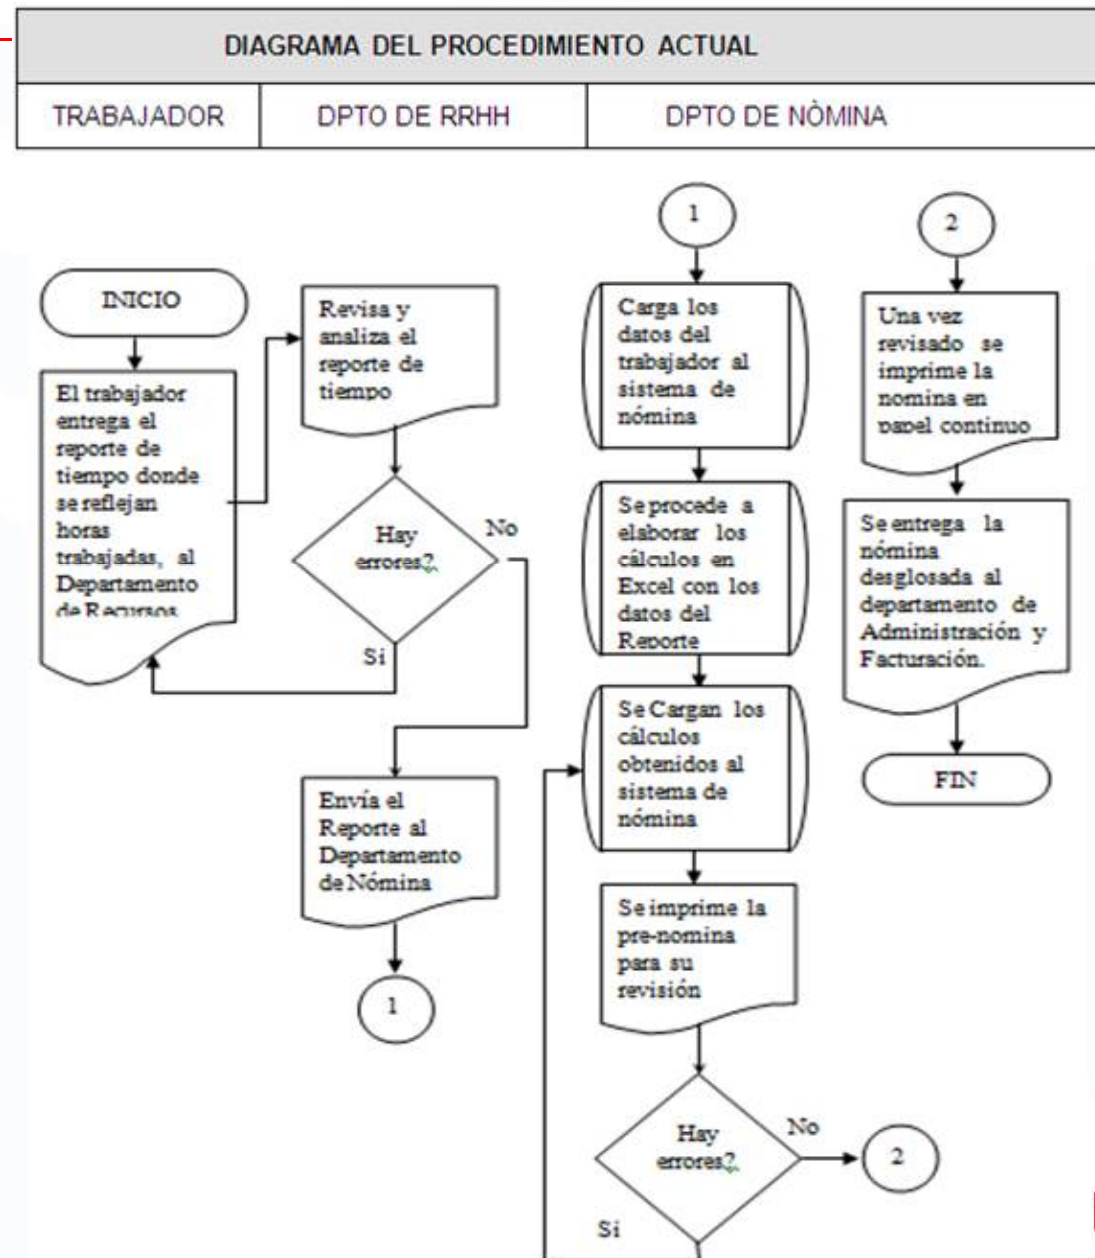 DIAGRAMA DEL PROCEDIMIENTO ACTUAL
TRABAJADOR
DPTO DE RRHH
DPTO DE NÒMINA
INICIO
El trabajador
entrega el
reporte de
tiempo donde
se reflejan
horas
trabajadas, al
Departamento
de Recursos
Revisa y
analiza el
reporte de
tiempo
Hay
errores?
No
Si
Envía el
Reporte al
Departamento
de Nómina
1
1
Carga los
datos del
trabajador al
sistema de
nómina
Se procede a
elaborar los
cálculos en
Excel con los
datos del
Reporte
Se Cargan los
cálculos
obtenidos al
sistema de
nómina
Se imprime la
pre-nomina
para su
revisión
Hay
errores?
No
2
Si
2
Una vez
revisado se
imprime la
nomina en
papel continuo
Se entrega la
nómina
desglosada al
departamento de
Administración y
Facturación.
FIN